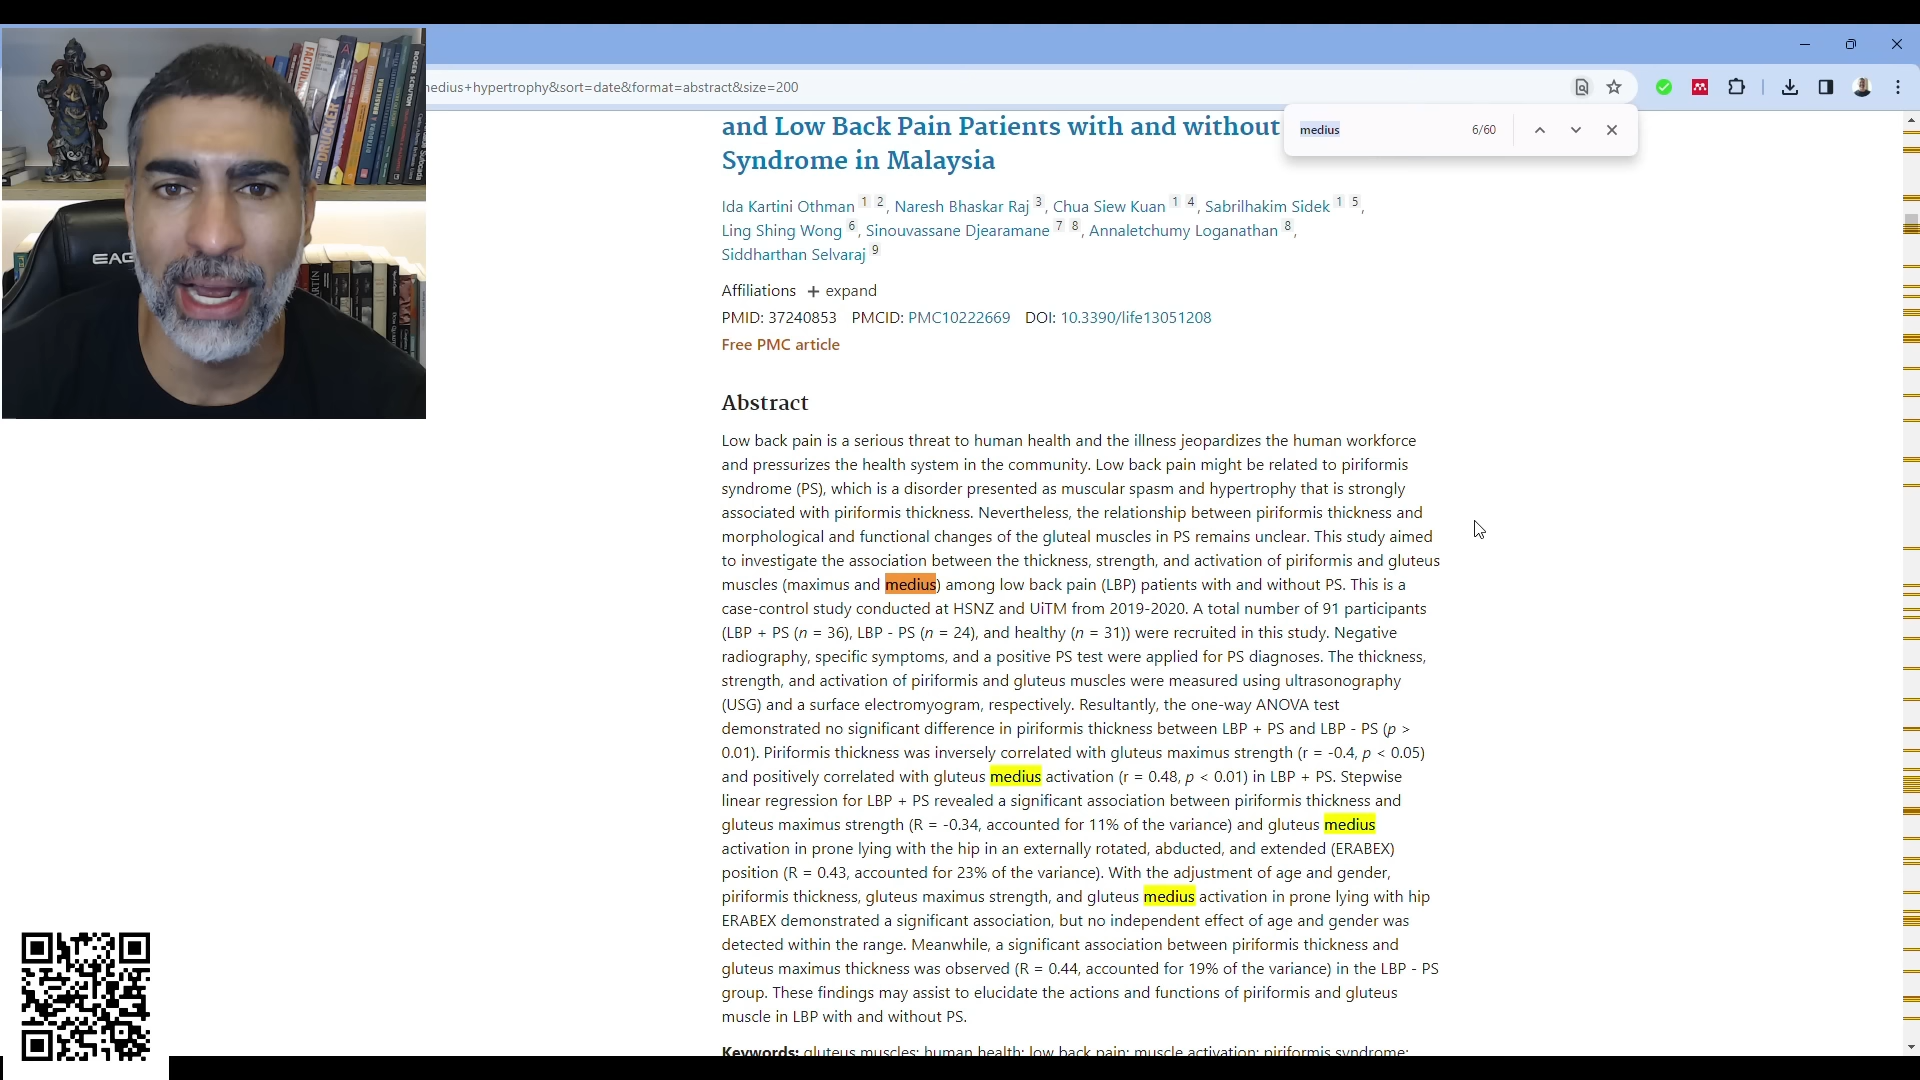 medius+hypertrophy&sort=date&format=abstract&size=200
medius
6/60
and Low Back Pain Patients with and without
Syndrome in Malaysia
Ida Kartini Othman 1 2, Naresh Bhaskar Raj 3, Chua Siew Kuan 1 4, Sabrilhakim Sidek 1 5,
Ling Shing Wong 6, Sinouvassane Djearamane 7 8, Annaletchumy Loganathan 8,
Siddharthan Selvaraj 9
Affiliations + expand
PMID: 37240853 PMCID: PMC10222669 DOI: 10.3390/life13051208
Free PMC article
Abstract
Low back pain is a serious threat to human health and the illness jeopardizes the human workforce
and pressurizes the health system in the community. Low back pain might be related to piriformis
syndrome (PS), which is a disorder presented as muscular spasm and hypertrophy that is strongly
associated with piriformis thickness. Nevertheless, the relationship between piriformis thickness and
morphological and functional changes of the gluteal muscles in PS remains unclear. This study aimed
to investigate the association between the thickness, strength, and activation of piriformis and gluteus
muscles (maximus and medius) among low back pain (LBP) patients with and without PS. This is a
case-control study conducted at HSNZ and UiTM from 2019-2020. A total number of 91 participants
(LBP + PS (n = 36), LBP - PS (n = 24), and healthy (n = 31)) were recruited in this study. Negative
radiography, specific symptoms, and a positive PS test were applied for PS diagnoses. The thickness,
strength, and activation of piriformis and gluteus muscles were measured using ultrasonography
(USG) and a surface electromyogram, respectively. Resultantly, the one-way ANOVA test
demonstrated no significant difference in piriformis thickness between LBP + PS and LBP - PS (p >
0.01). Piriformis thickness was inversely correlated with gluteus maximus strength (r = -0.4, p < 0.05)
and positively correlated with gluteus medius activation (r = 0.48, p < 0.01) in LBP + PS. Stepwise
linear regression for LBP + PS revealed a significant association between piriformis thickness and
gluteus maximus strength (R = -0.34, accounted for 11% of the variance) and gluteus medius
activation in prone lying with the hip in an externally rotated, abducted, and extended (ERABEX)
position (R = 0.43, accounted for 23% of the variance). With the adjustment of age and gender,
piriformis thickness, gluteus maximus strength, and gluteus medius activation in prone lying with hip
ERABEX demonstrated a significant association, but no independent effect of age and gender was
detected within the range. Meanwhile, a significant association between piriformis thickness and
gluteus maximus thickness was observed (R = 0.44, accounted for 19% of the variance) in the LBP - PS
group. These findings may assist to elucidate the actions and functions of piriformis and gluteus
muscle in LBP with and without PS.
Keywords: gluteus muscles; human health; low back pain; muscle activation; piriformis syndrome;
FACTFUL
DRUCKER
ROGER SCRUTON
EAG
MARTIN